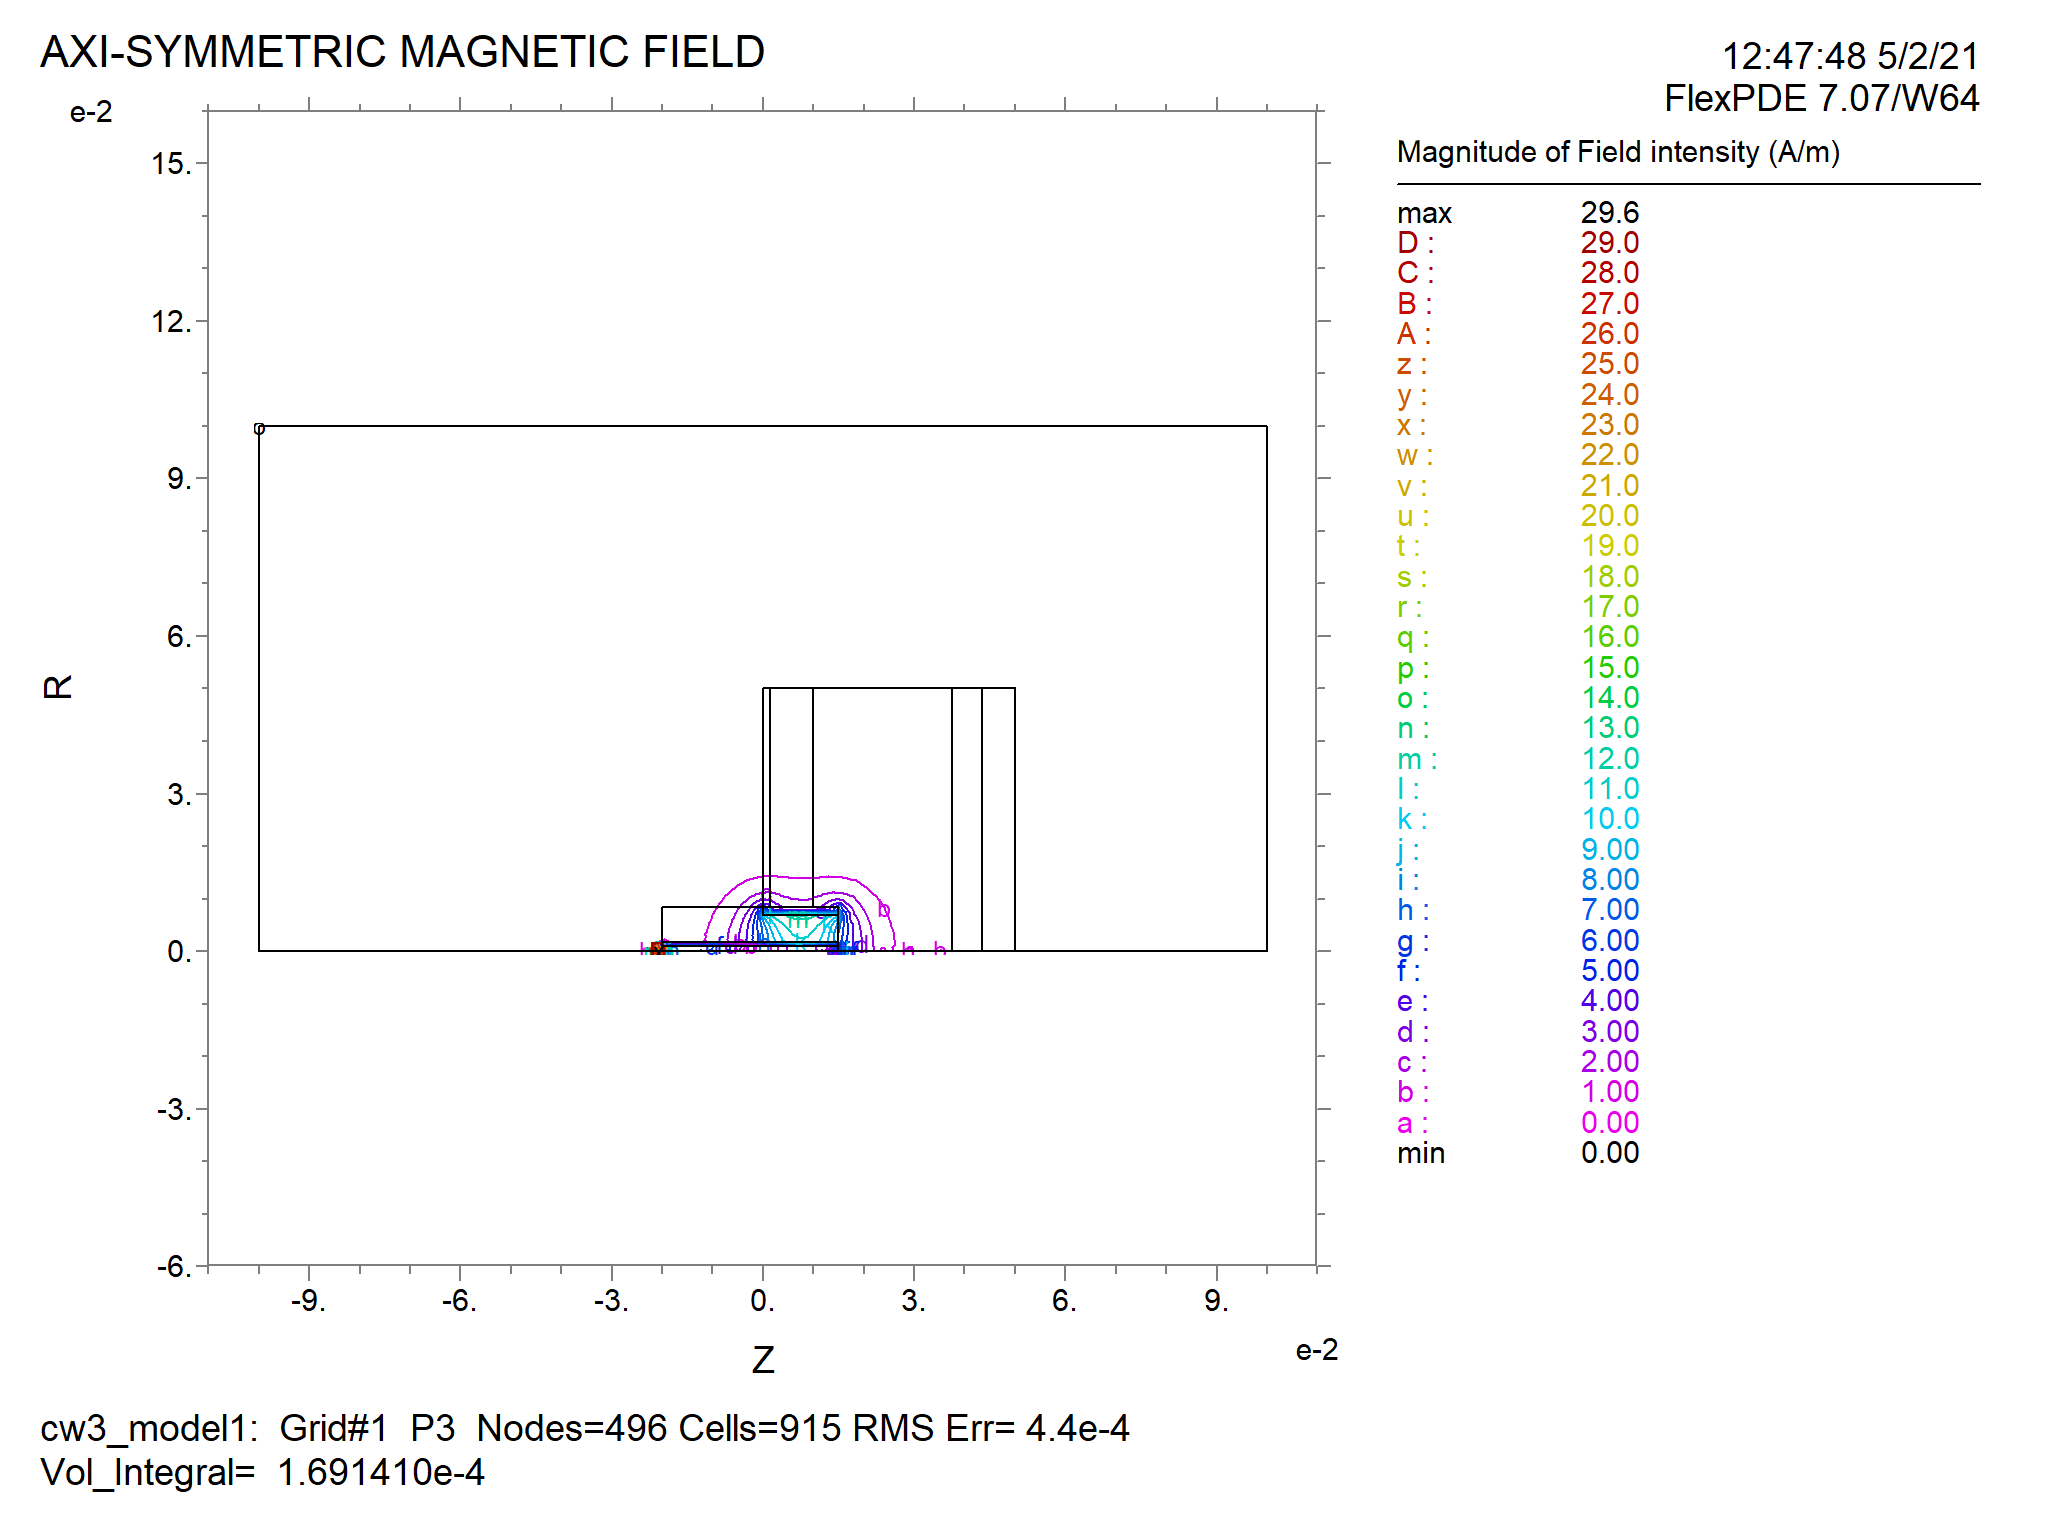 AXI-SYMMETRIC MAGNETIC FIELD
12:47:48 5/2/21
FlexPDE 7.07/W64
e-2
15.
12.
9.
6.
3.
0.
-3.
-6.
R
-9. -6. -3. 0. 3. 6. 9.
Z
e-2
o
b
Magnitude of Field intensity (A/m)
max 29.6
D : 29.0
C : 28.0
B : 27.0
A : 26.0
z : 25.0
y : 24.0
x : 23.0
w : 22.0
v : 21.0
u : 20.0
t : 19.0
s : 18.0
r : 17.0
q : 16.0
p : 15.0
o : 14.0
n : 13.0
m : 12.0
l : 11.0
k : 10.0
j : 9.00
i : 8.00
h : 7.00
g : 6.00
f : 5.00
e : 4.00
d : 3.00
c : 2.00
b : 1.00
a : 0.00
min 0.00
cw3_model1: Grid#1 P3 Nodes=496 Cells=915 RMS Err= 4.4e-4
Vol_Integral= 1.691410e-4